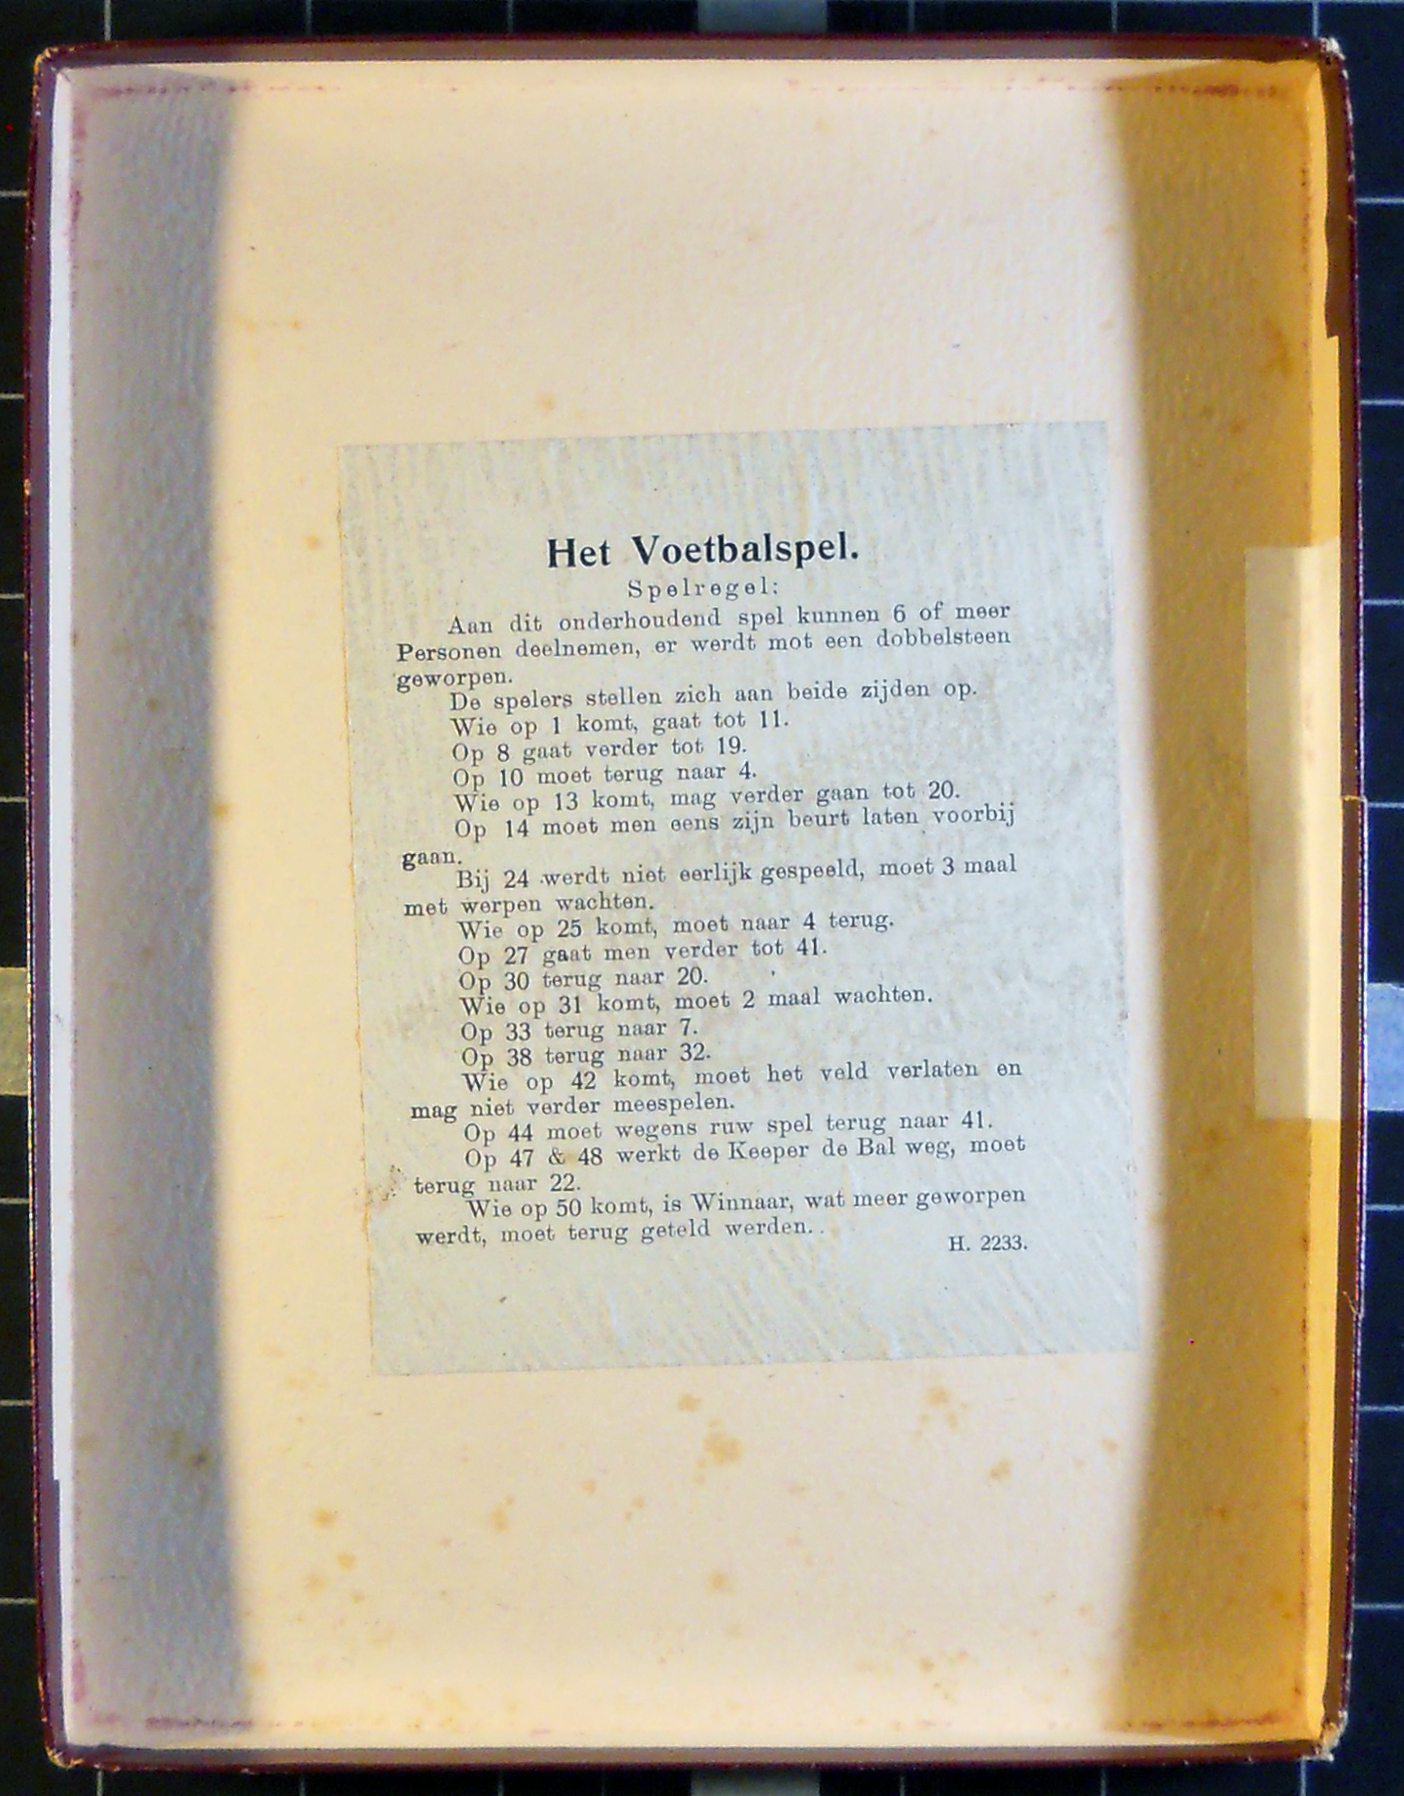 Het Voetbalspel.
Spelregel:
Aan dit onderhoudend spel kunnen 6 of meer
Personen deelnemen, er werdt mot een dobbelsteen
geworpen.
De spelers stellen zich aan beide zijden op.
Wie op 1 komt, gaat tot 11.
Op 8 gaat verder tot 19.
Op 10 moet terug naar 4.
Wie op 13 komt, mag verder gaan tot 20.
Op 14 moet men eens zijn beurt laten voorbij
gaan.
Bij 24 werdt niet eerlijk gespeeld, moet 3 maal
met werpen wachten.
Wie op 25 komt, moet naar 4 terug.
Op 27 gaat men verder tot 41.
Op 30 terug naar 20.
Wie op 31 komt, moet 2 maal wachten.
Op 33 terug naar 7.
Op 38 terug naar 32.
Wie op 42 komt, moet het veld verlaten en
mag niet verder meespelen.
Op 44 moet wegens ruw spel terug naar 41.
Op 47 & 48 werkt de Keeper de Bal weg, moet
terug naar 22.
Wie op 50 komt, is Winnaar, wat meer geworpen
werdt, moet terug geteld werden.
H. 2233.